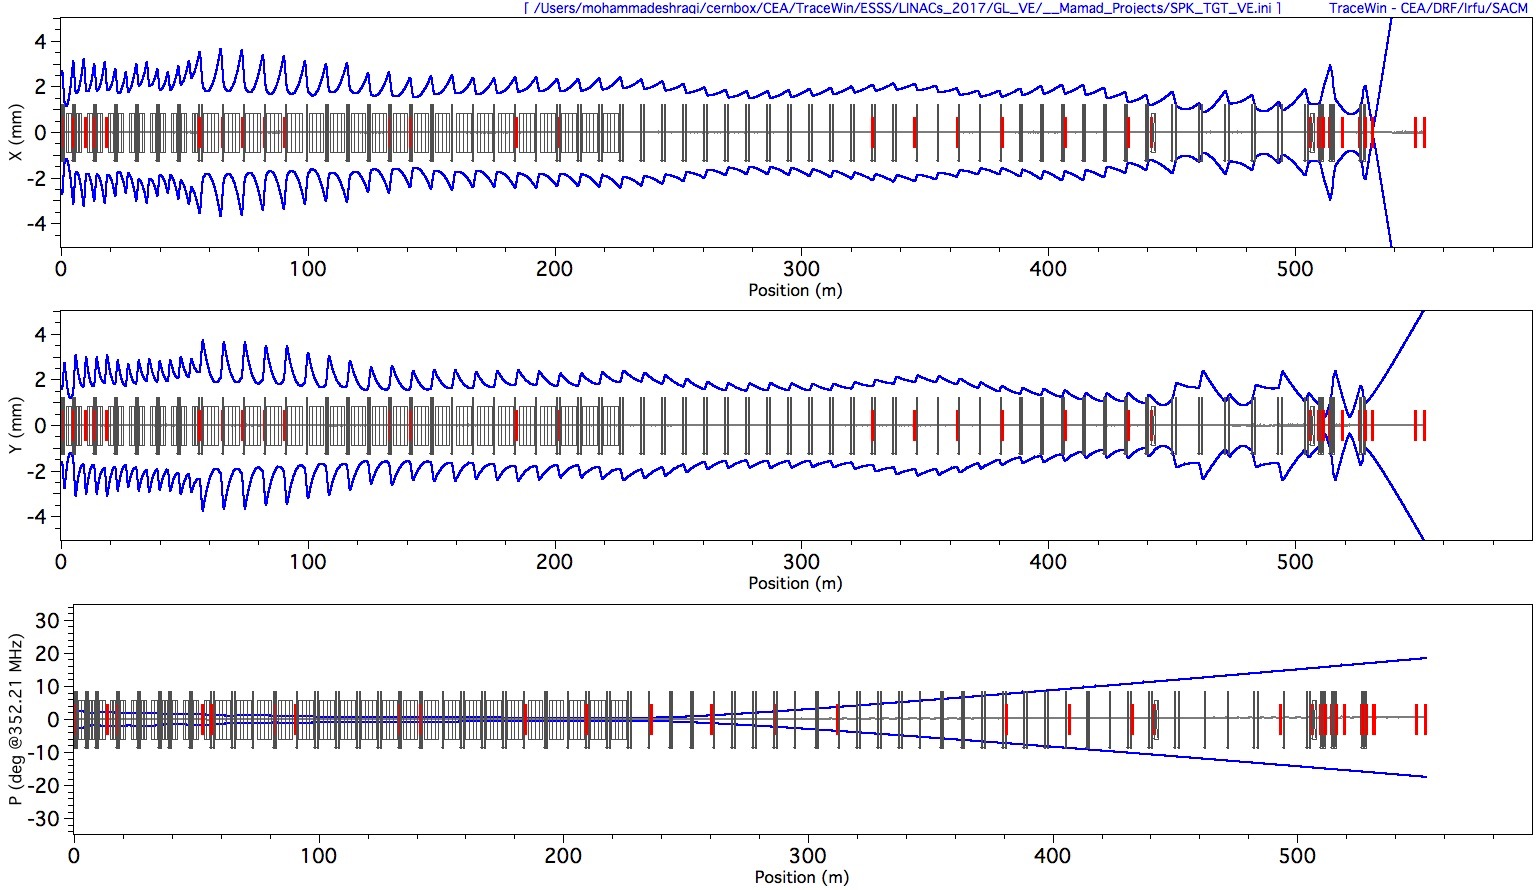 [ /Users/mohammadeshraqi/cernbox/CEA/TraceWin/ESSS/LINACs_2017/GL_VE/__Mamad_Projects/SPK_TGT_VE.ini ] TraceWin - CEA/DRF/Irfu/SACM
X (mm)
4
2
0
-2
-4
0 100 200 300 400 500
Position (m)
Y (mm)
4
2
0
-2
-4
0 100 200 300 400 500
Position (m)
P (deg @352.21 MHz)
30
20
10
0
-10
-20
-30
0 100 200 300 400 500
Position (m)